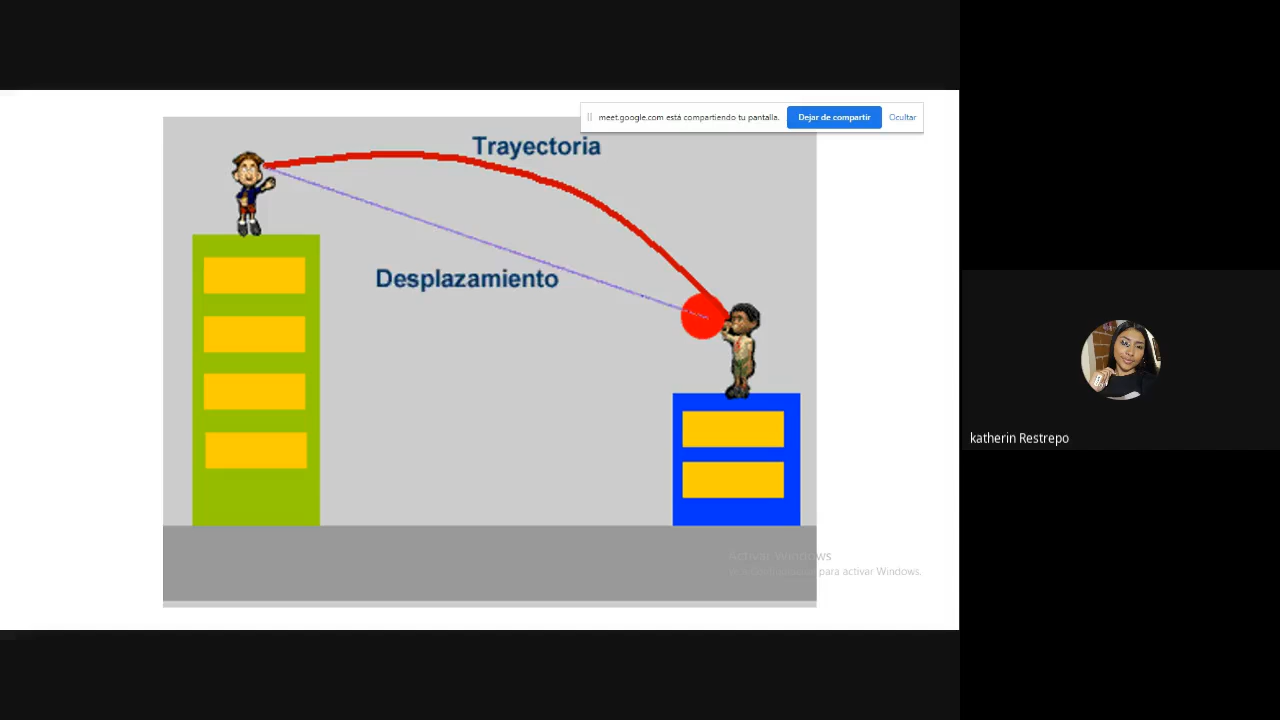 meet.google.com está compartiendo tu pantalla.
Dejar de compartir
Ocultar
Trayectoria
Desplazamiento
katherin Restrepo
Activar Windows
para activar Windows.